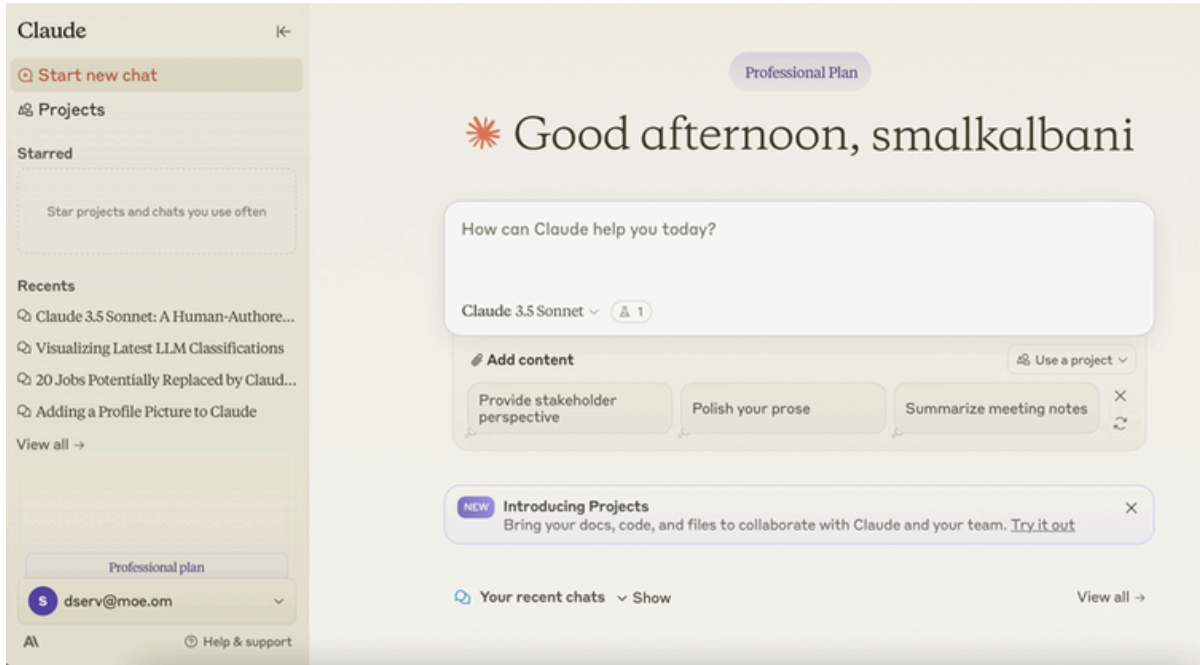 Claude
Start new chat
Projects
Starred
Star projects and chats you use often
Recents
Claude 3.5 Sonnet: A Human-Authore...
Visualizing Latest LLM Classifications
20 Jobs Potentially Replaced by Claud...
Adding a Profile Picture to Claude
View all →
Professional plan
S dserv@moe.om
A\ Help & support
Professional Plan
Good afternoon, smalkalbani
How can Claude help you today?
Claude 3.5 Sonnet 1
Add content Use a project
Provide stakeholder
perspective
Polish your prose
Summarize meeting notes
NEW Introducing Projects
Bring your docs, code, and files to collaborate with Claude and your team. Try it out
Your recent chats Show View all →